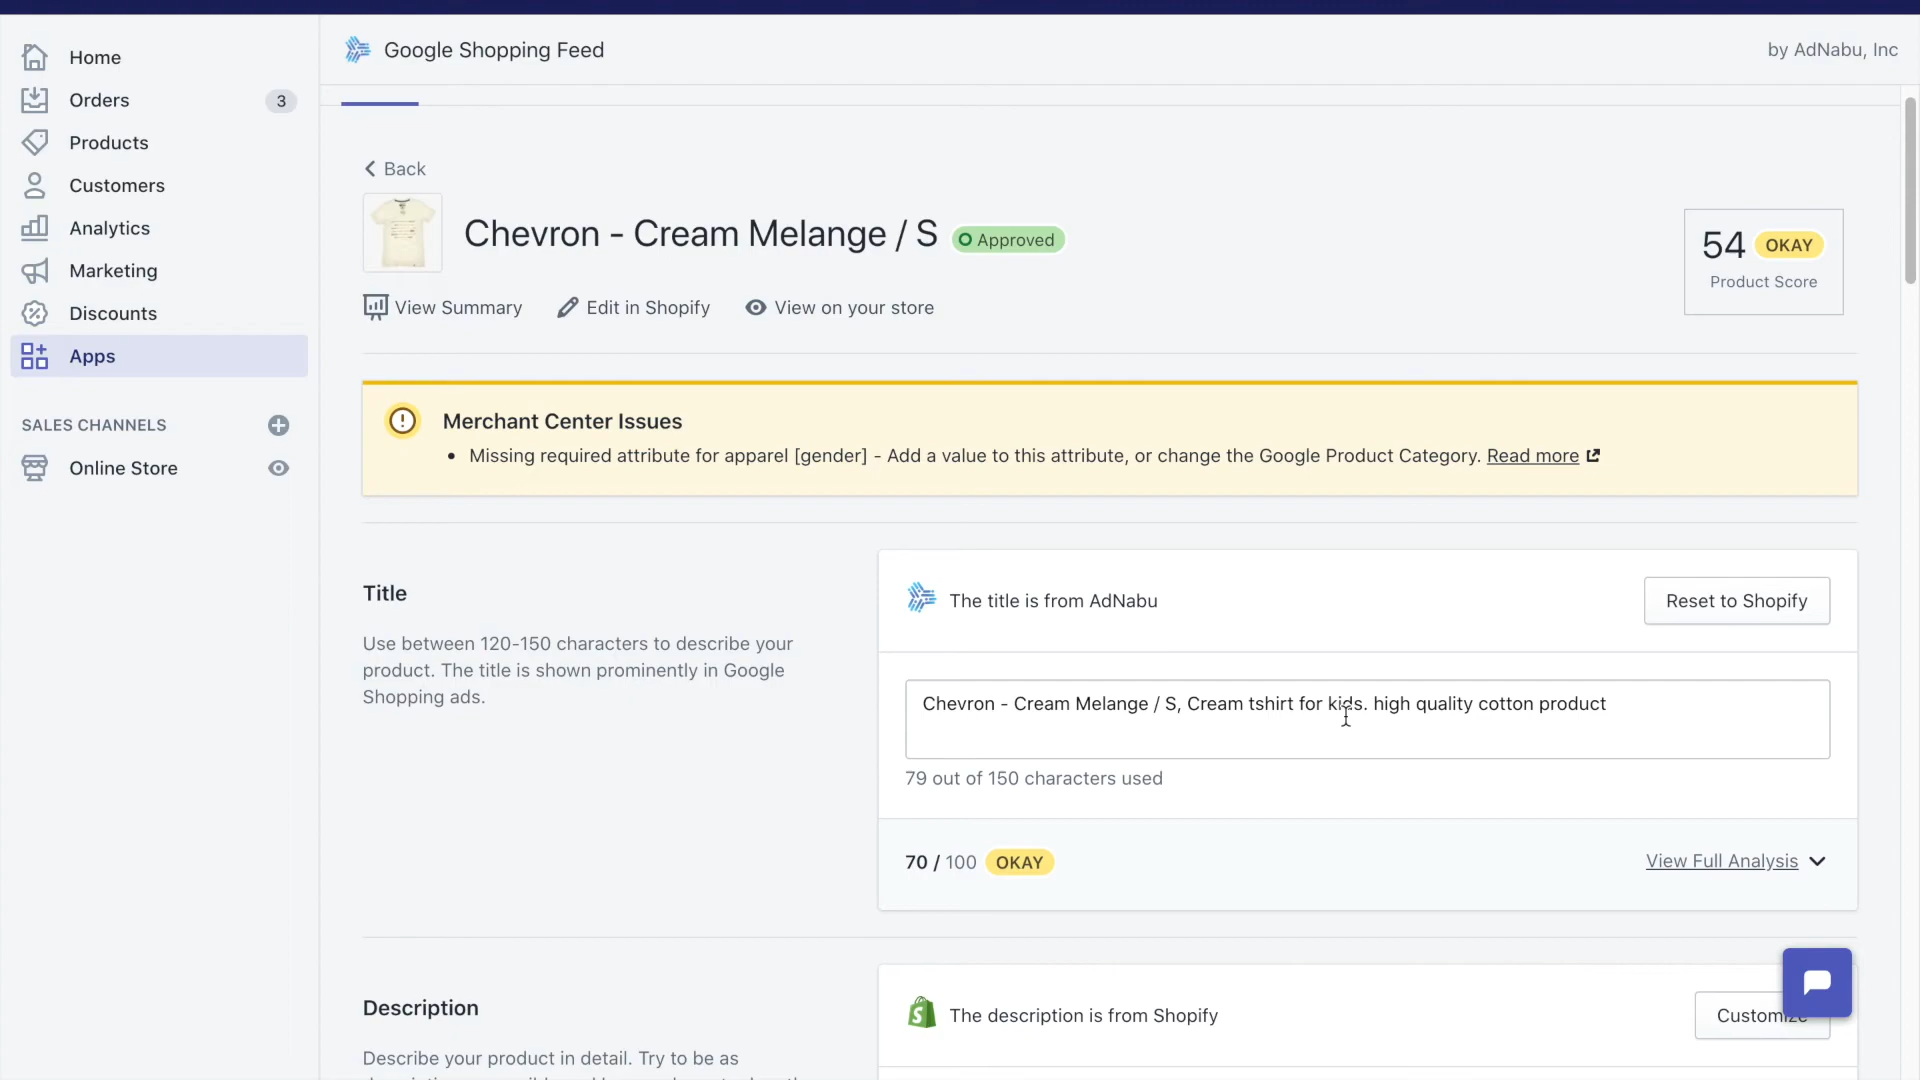 Home
Orders
3
Products
Customers
Analytics
Marketing
Discounts
Apps
SALES CHANNELS
Online Store
Google Shopping Feed
by AdNabu, Inc
Back
Chevron - Cream Melange / S
Approved
View Summary
Edit in Shopify
View on your store
54 OKAY
Product Score
Merchant Center Issues
• Missing required attribute for apparel [gender] - Add a value to this attribute, or change the Google Product Category. Read more
Title
Use between 120-150 characters to describe your
product. The title is shown prominently in Google
Shopping ads.
The title is from AdNabu
Reset to Shopify
Chevron - Cream Melange / S, Cream tshirt for kids. high quality cotton product
79 out of 150 characters used
70 / 100 OKAY
View Full Analysis
Description
Describe your product in detail. Try to be as
The description is from Shopify
Customize